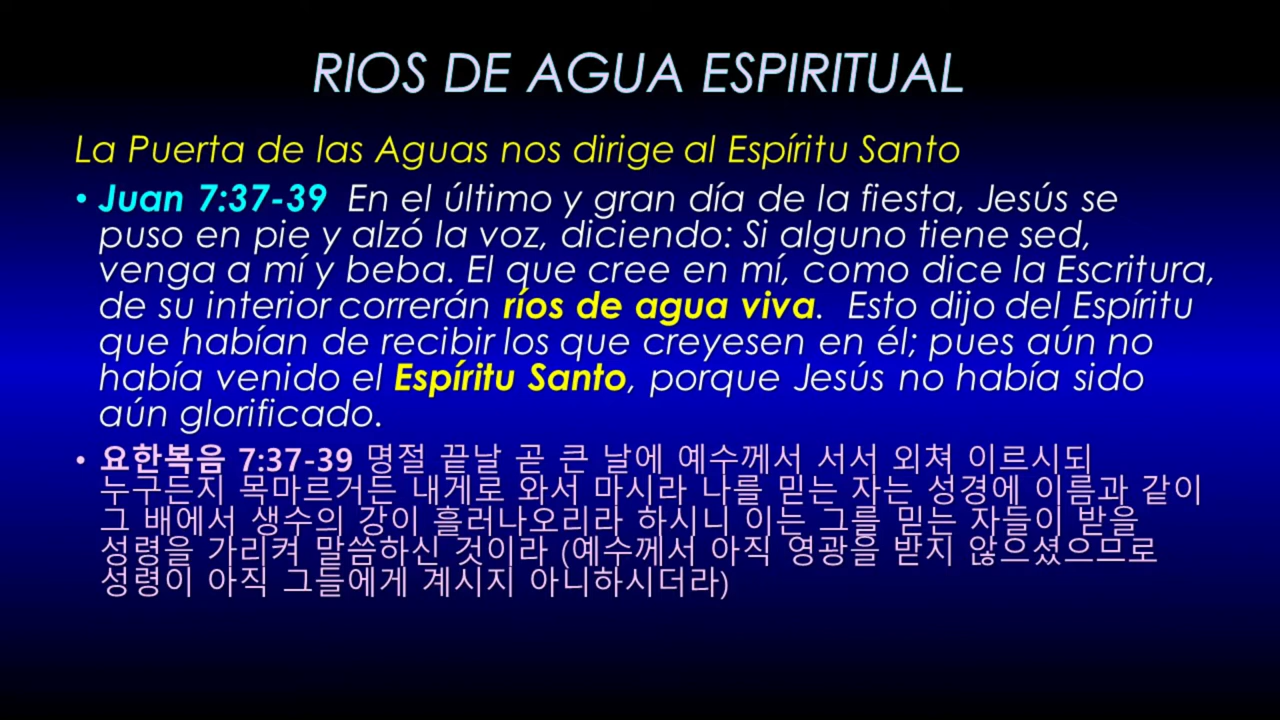 RIOS DE AGUA ESPIRITUAL
La Puerta de las Aguas nos dirige al Espíritu Santo
• Juan 7:37-39 En el último y gran día de la fiesta, Jesús se
puso en pie y alzó la voz, diciendo: Si alguno tiene sed,
venga a mí y beba. El que cree en mí, como dice la Escritura,
de su interior correrán ríos de agua viva. Esto dijo del Espíritu
que habían de recibir los que creyesen en él; pues aún no
había venido el Espíritu Santo, porque Jesús no había sido
aún glorificado.
• 요한복음 7:37-39 명절 끝날 곧 큰 날에 예수께서 서서 외쳐 이르시되
누구든지 목마르거든 내게로 와서 마시라 나를 믿는 자는 성경에 이름과 같이
그 배에서 생수의 강이 흘러나오리라 하시니 이는 그를 믿는 자들이 받을
성령을 가리켜 말씀하신 것이라 (예수께서 아직 영광을 받지 않으셨으므로
성령이 아직 그들에게 계시지 아니하시더라)